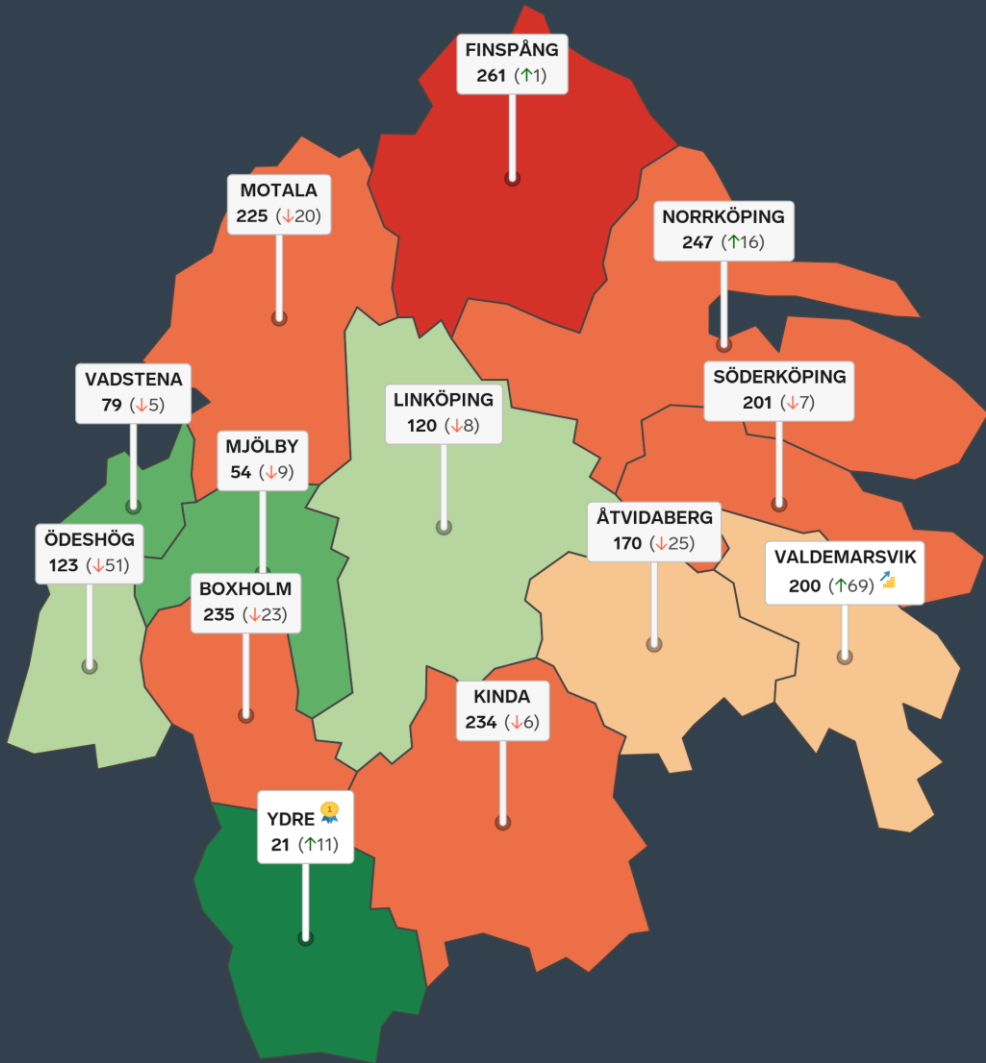 FINSPÅNG
261 (↑1)
MOTALA
225 (↓20)
NORRKÖPING
247 (↑16)
VADSTENA
79 (↓5)
LINKÖPING
120 (↓8)
SÖDERKÖPING
201 (↓7)
MJÖLBY
54 (↓9)
ÅTVIDABERG
170 (↓25)
ÖDESHÖG
123 (↓51)
VALDEMARSVIK
200 (↑69)
BOXHOLM
235 (↓23)
KINDA
234 (↓6)
YDRE 1
21 (↑11)